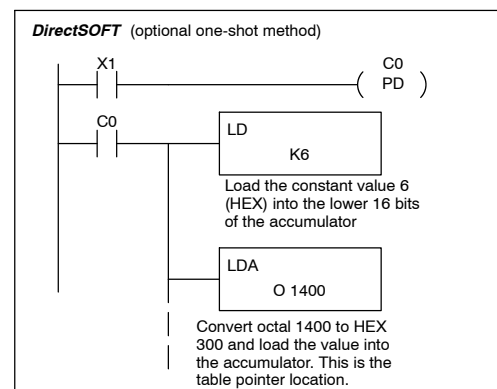 DirectSOFT (optional one-shot method)
X1
C0
PD
C0
LD
K6
Load the constant value 6
(HEX) into the lower 16 bits
of the accumulator
LDA
O 1400
Convert octal 1400 to HEX
300 and load the value into
the accumulator. This is the
table pointer location.